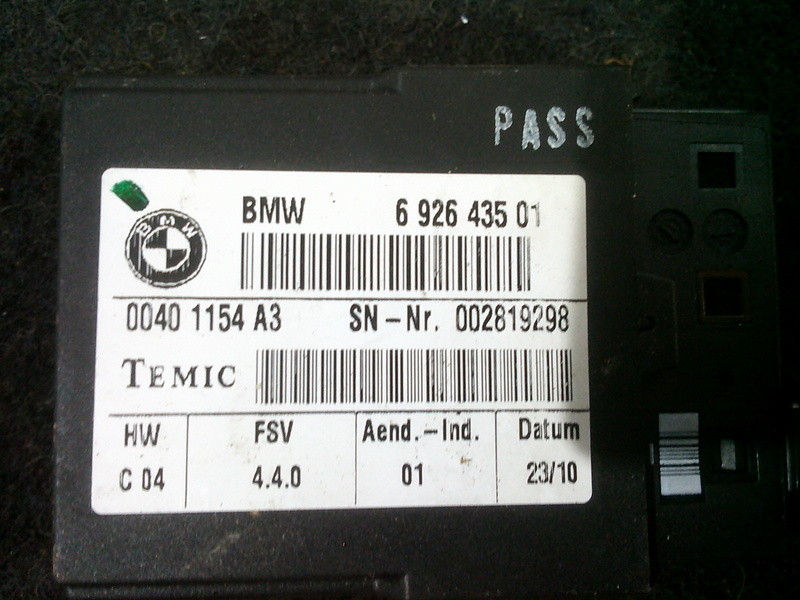 PASS
BMW
BMW 6 926 435 01
0040 1154 A3 SN-Nr. 002819298
TEMIC
HW FSV Aend.-Ind. Datum
C 04 4.4.0 01 23/10